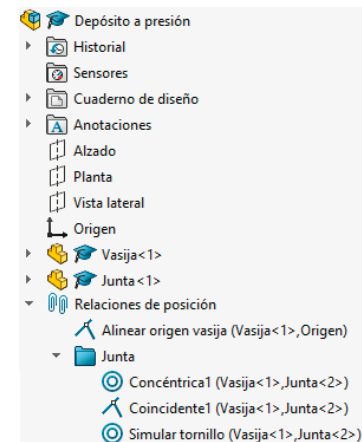 Depósito a presión
Historial
Sensores
Cuaderno de diseño
Anotaciones
Alzado
Planta
Vista lateral
Origen
Vasija<1>
Junta<1>
Relaciones de posición
Alinear origen vasija (Vasija<1>,Origen)
Junta
Concéntrica1 (Vasija<1>,Junta<2>)
Coincidente1 (Vasija<1>,Junta<2>)
Simular tornillo (Vasija<1>,Junta<2>)